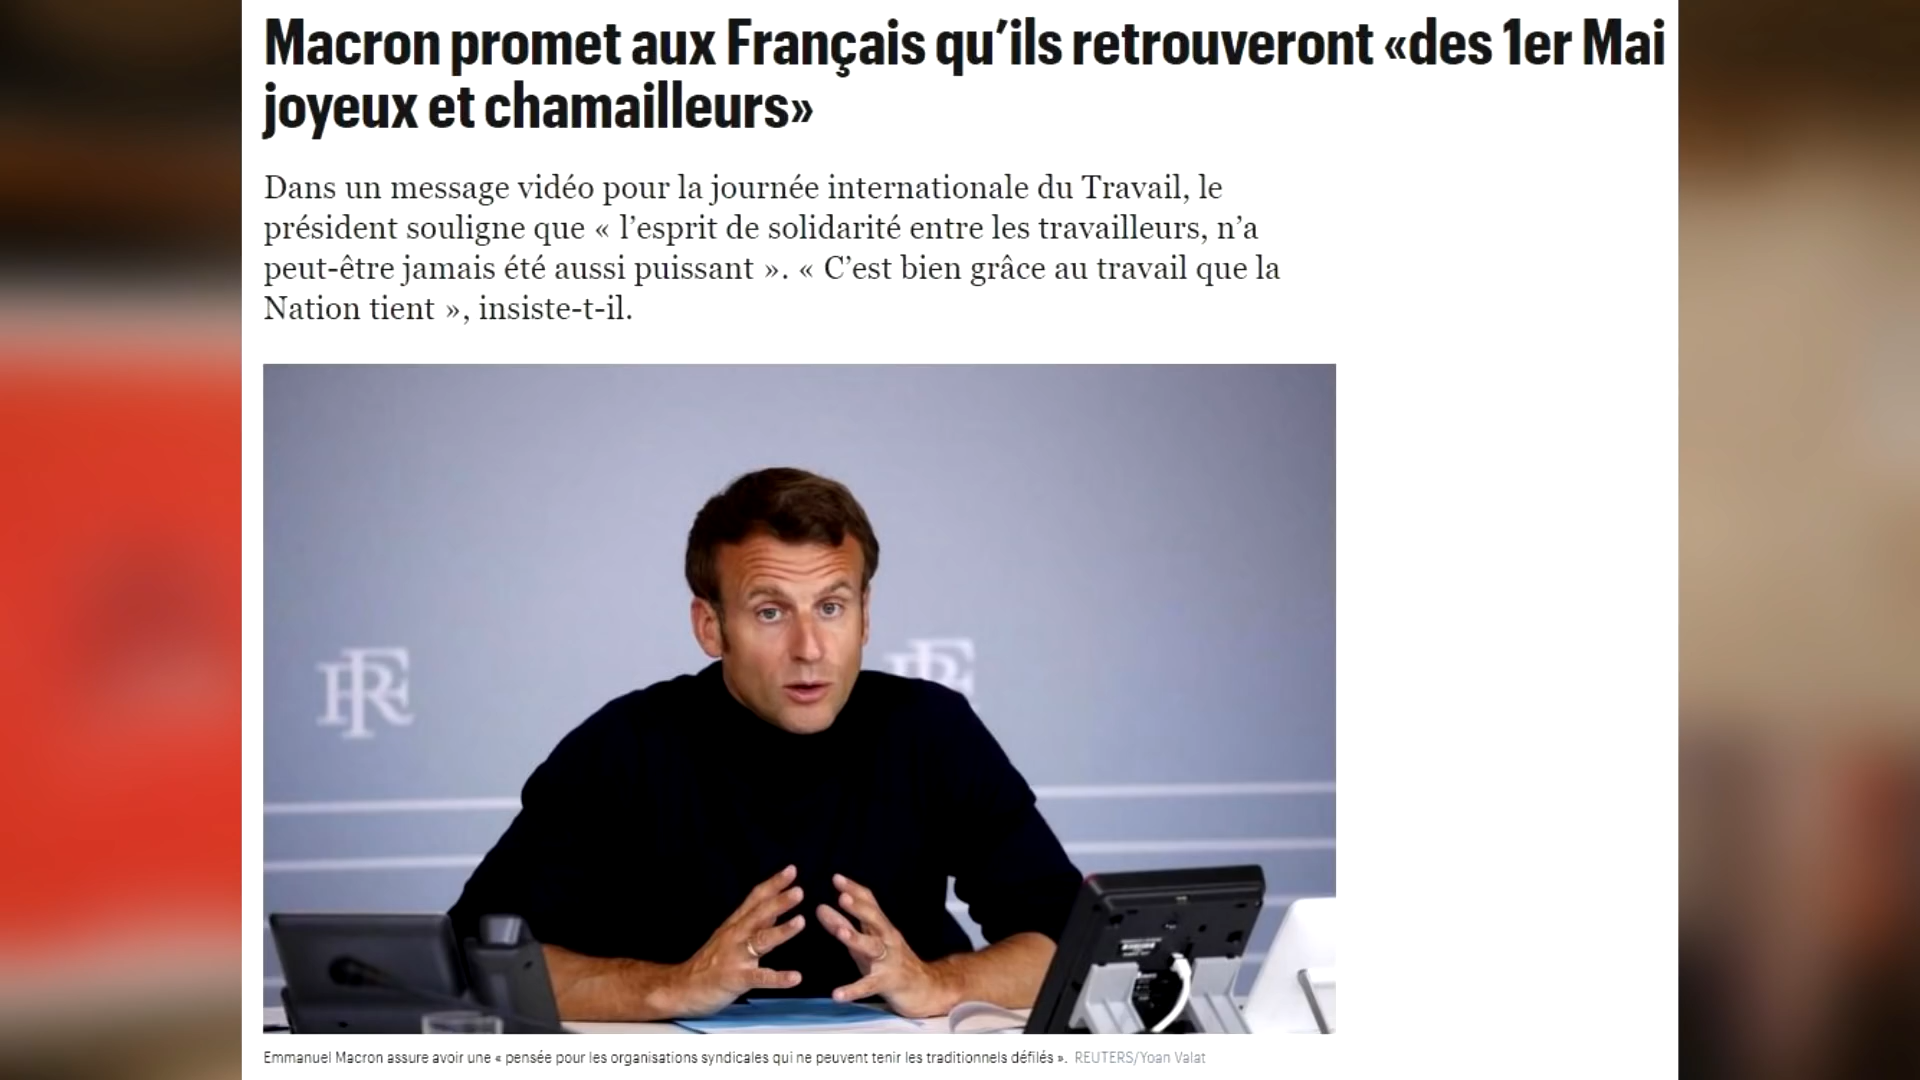 Macron promet aux Français qu’ils retrouveront «des 1er Mai
joyeux et chamailleurs»
Dans un message vidéo pour la journée internationale du Travail, le
président souligne que « l’esprit de solidarité entre les travailleurs, n’a
peut-être jamais été aussi puissant ». « C’est bien grâce au travail que la
Nation tient », insiste-t-il.
RF
RF
Emmanuel Macron assure avoir une « pensée pour les organisations syndicales qui ne peuvent tenir les traditionnels défilés ». REUTERS/Yoan Valat